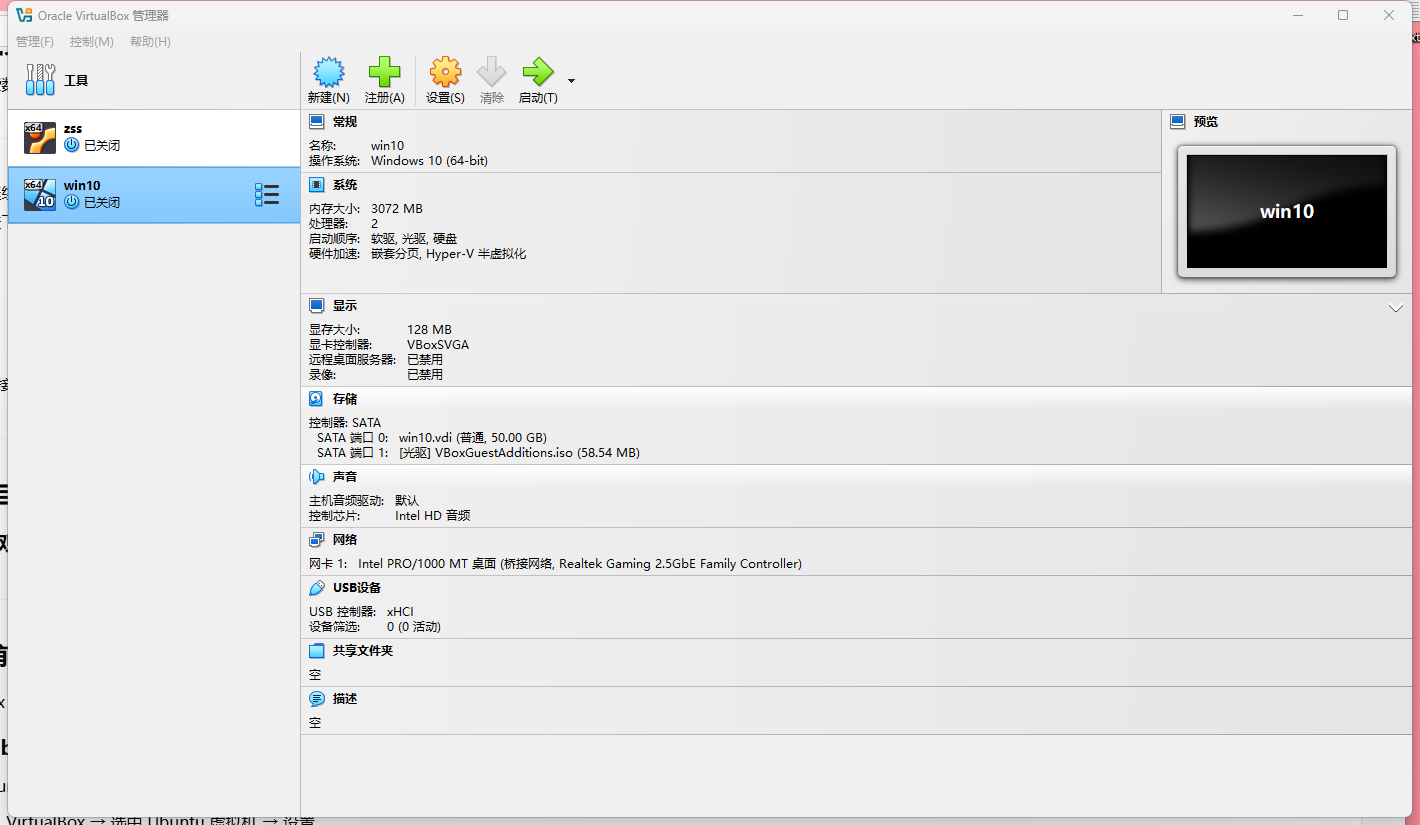 Oracle VirtualBox 管理器
管理(F) 控制(M) 帮助(H)
工具
新建(N) 注册(A) 设置(S) 清除 启动(T)
x64
zss
已关闭
x64
10
win10
已关闭
常规
名称: win10
操作系统: Windows 10 (64-bit)
系统
内存大小: 3072 MB
处理器: 2
启动顺序: 软驱, 光驱, 硬盘
硬件加速: 嵌套分页, Hyper-V 半虚拟化
预览
win10
显示
显存大小: 128 MB
显卡控制器: VBoxSVGA
远程桌面服务器: 已禁用
录像: 已禁用
存储
控制器: SATA
SATA 端口 0: win10.vdi (普通, 50.00 GB)
SATA 端口 1: [光驱] VBoxGuestAdditions.iso (58.54 MB)
声音
主机音频驱动: 默认
控制芯片: Intel HD 音频
网络
网卡 1: Intel PRO/1000 MT 桌面 (桥接网络, Realtek Gaming 2.5GbE Family Controller)
USB设备
USB 控制器: xHCI
设备筛选: 0 (0 活动)
共享文件夹
空
描述
空
VirtualBox → 选中 Ubuntu 虚拟机 → 设置